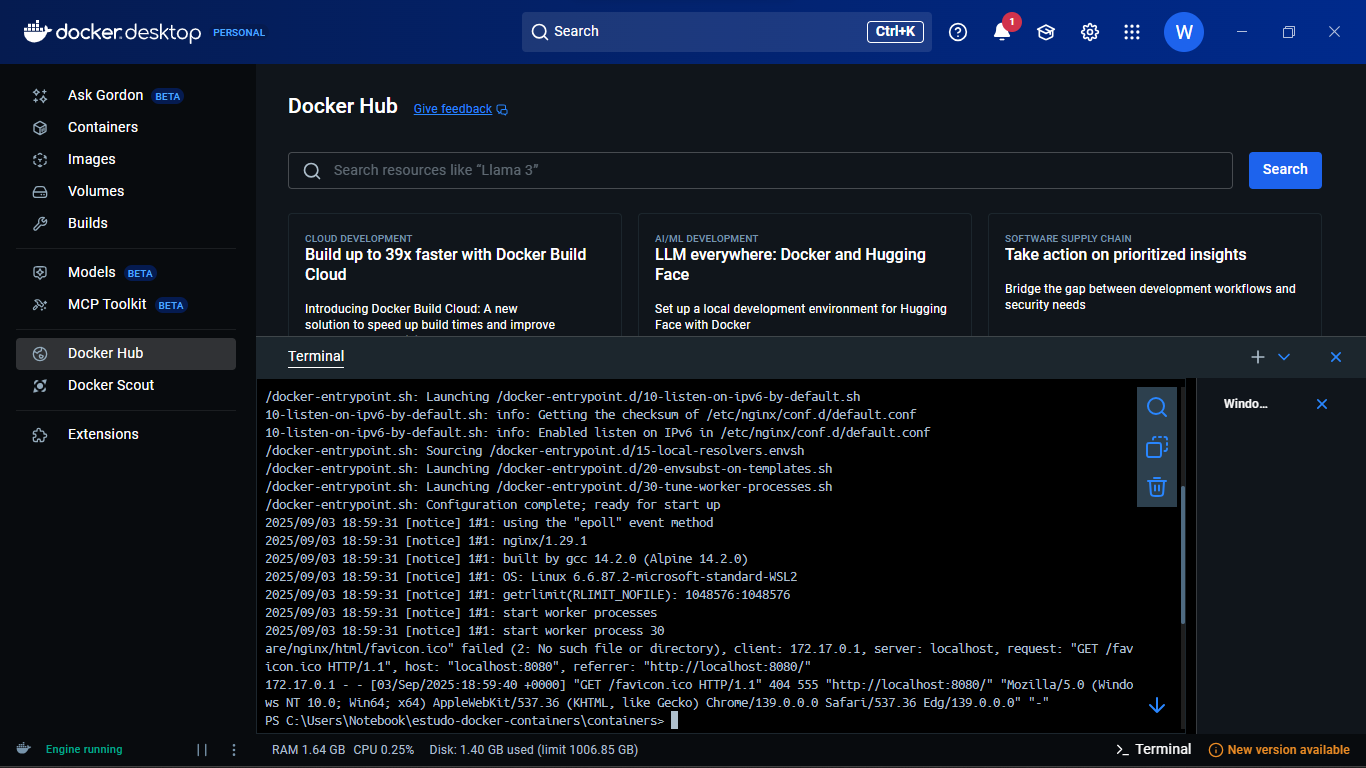 docker.desktop PERSONAL
Search
Ctrl+K
1
W
Ask Gordon BETA
Containers
Images
Volumes
Builds
Models BETA
MCP Toolkit BETA
Docker Hub
Docker Scout
Extensions
Docker Hub
Give feedback
Search resources like “Llama 3”
Search
CLOUD DEVELOPMENT
Build up to 39x faster with Docker Build
Cloud
Introducing Docker Build Cloud: A new
solution to speed up build times and improve
AI/ML DEVELOPMENT
LLM everywhere: Docker and Hugging
Face
Set up a local development environment for Hugging
Face with Docker
SOFTWARE SUPPLY CHAIN
Take action on prioritized insights
Bridge the gap between development workflows and
security needs
Terminal
Windo...
/docker-entrypoint.sh: Launching /docker-entrypoint.d/10-listen-on-ipv6-by-default.sh
10-listen-on-ipv6-by-default.sh: info: Getting the checksum of /etc/nginx/conf.d/default.conf
10-listen-on-ipv6-by-default.sh: info: Enabled listen on IPv6 in /etc/nginx/conf.d/default.conf
/docker-entrypoint.sh: Sourcing /docker-entrypoint.d/15-local-resolvers.envsh
/docker-entrypoint.sh: Launching /docker-entrypoint.d/20-envsubst-on-templates.sh
/docker-entrypoint.sh: Launching /docker-entrypoint.d/30-tune-worker-processes.sh
/docker-entrypoint.sh: Configuration complete; ready for start up
2025/09/03 18:59:31 [notice] 1#1: using the "epoll" event method
2025/09/03 18:59:31 [notice] 1#1: nginx/1.29.1
2025/09/03 18:59:31 [notice] 1#1: built by gcc 14.2.0 (Alpine 14.2.0)
2025/09/03 18:59:31 [notice] 1#1: OS: Linux 6.6.87.2-microsoft-standard-WSL2
2025/09/03 18:59:31 [notice] 1#1: getrlimit(RLIMIT_NOFILE): 1048576:1048576
2025/09/03 18:59:31 [notice] 1#1: start worker processes
2025/09/03 18:59:31 [notice] 1#1: start worker process 30
are/nginx/html/favicon.ico" failed (2: No such file or directory), client: 172.17.0.1, server: localhost, request: "GET /fav
icon.ico HTTP/1.1", host: "localhost:8080", referrer: "http://localhost:8080/"
172.17.0.1 - - [03/Sep/2025:18:59:40 +0000] "GET /favicon.ico HTTP/1.1" 404 555 "http://localhost:8080/" "Mozilla/5.0 (Windo
ws NT 10.0; Win64; x64) AppleWebKit/537.36 (KHTML, like Gecko) Chrome/139.0.0.0 Safari/537.36 Edg/139.0.0.0" "-"
PS C:\Users\Notebook\estudo-docker-containers\containers>
Engine running
RAM 1.64 GB CPU 0.25% Disk: 1.40 GB used (limit 1006.85 GB)
>_ Terminal
New version available